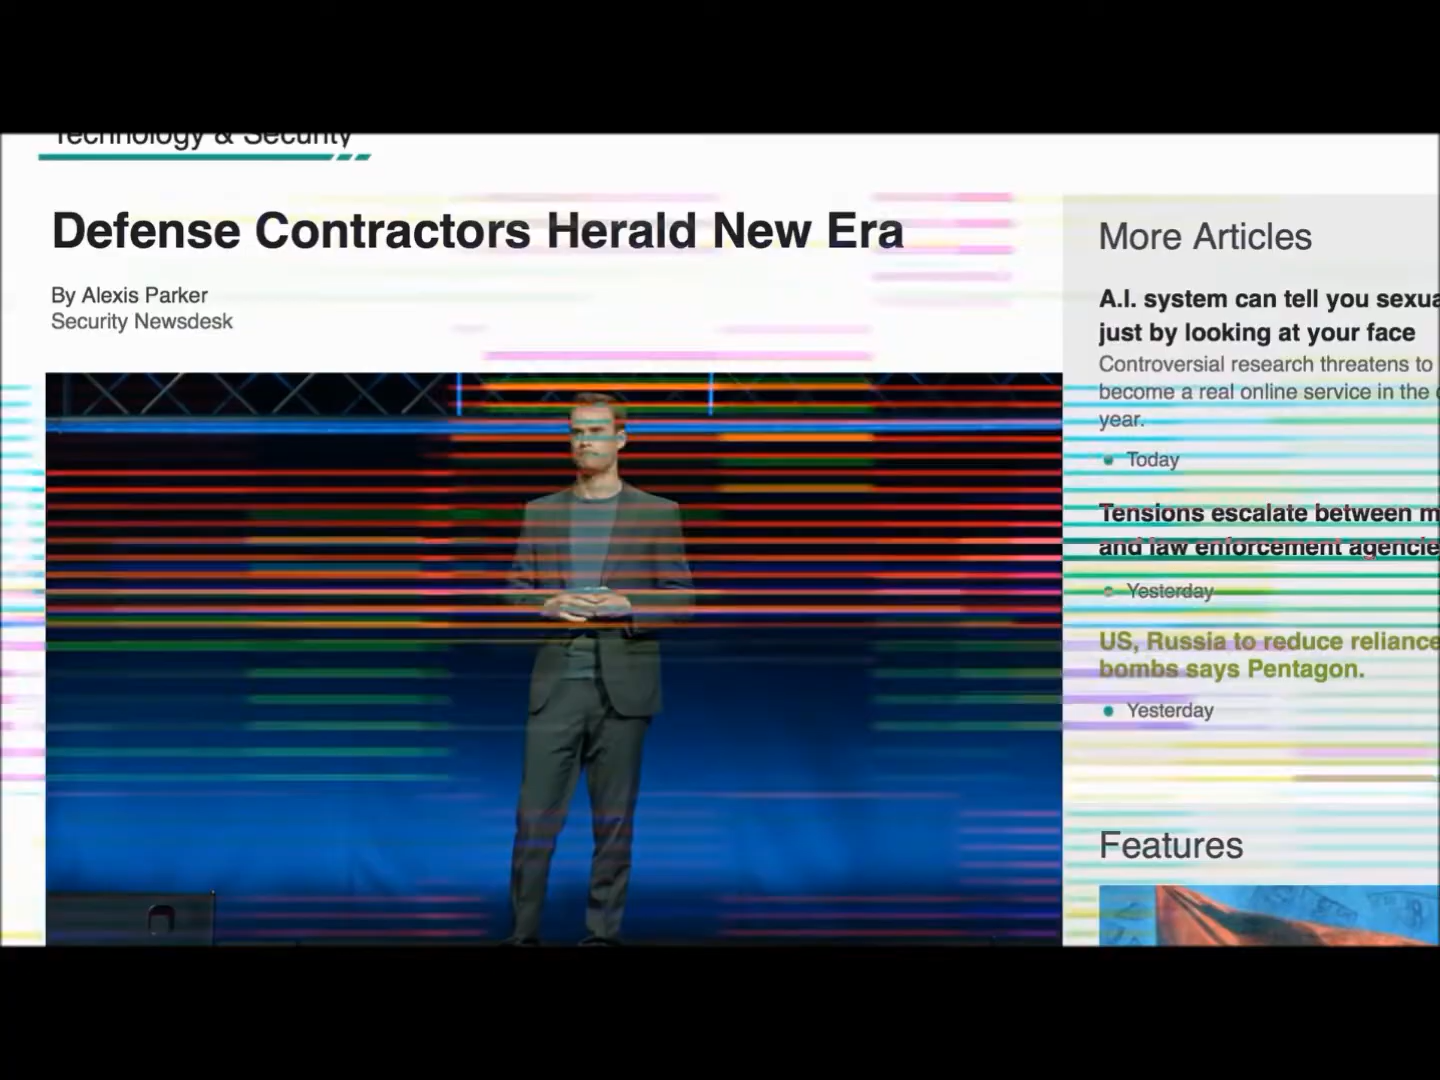 Technology & Security
Defense Contractors Herald New Era
By Alexis Parker
Security Newsdesk
More Articles
A.I. system can tell you
just by looking at your face
Controversial research threatens to
become a real online service in the
year.
Today
Tensions escalate between
and law enforcement
Yesterday
US, Russia to reduce reliance
bombs says Pentagon.
Yesterday
Features